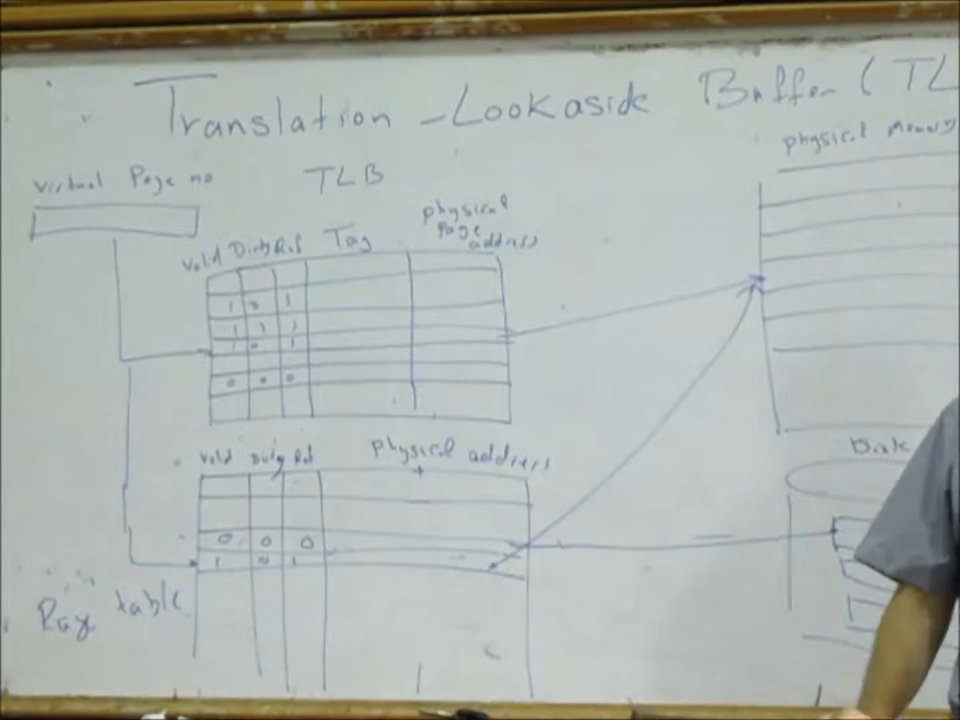 Translation - Lookaside Buffer (TL
physical Memory
Virtual Page no
TLB
Valid Dirty Ref Tag physical page address
1 0 1
1 1 1
1 0 1
0 0 0
Valid Dirty Ref physical address
0 0 0
1 0 1
Disk
Page table